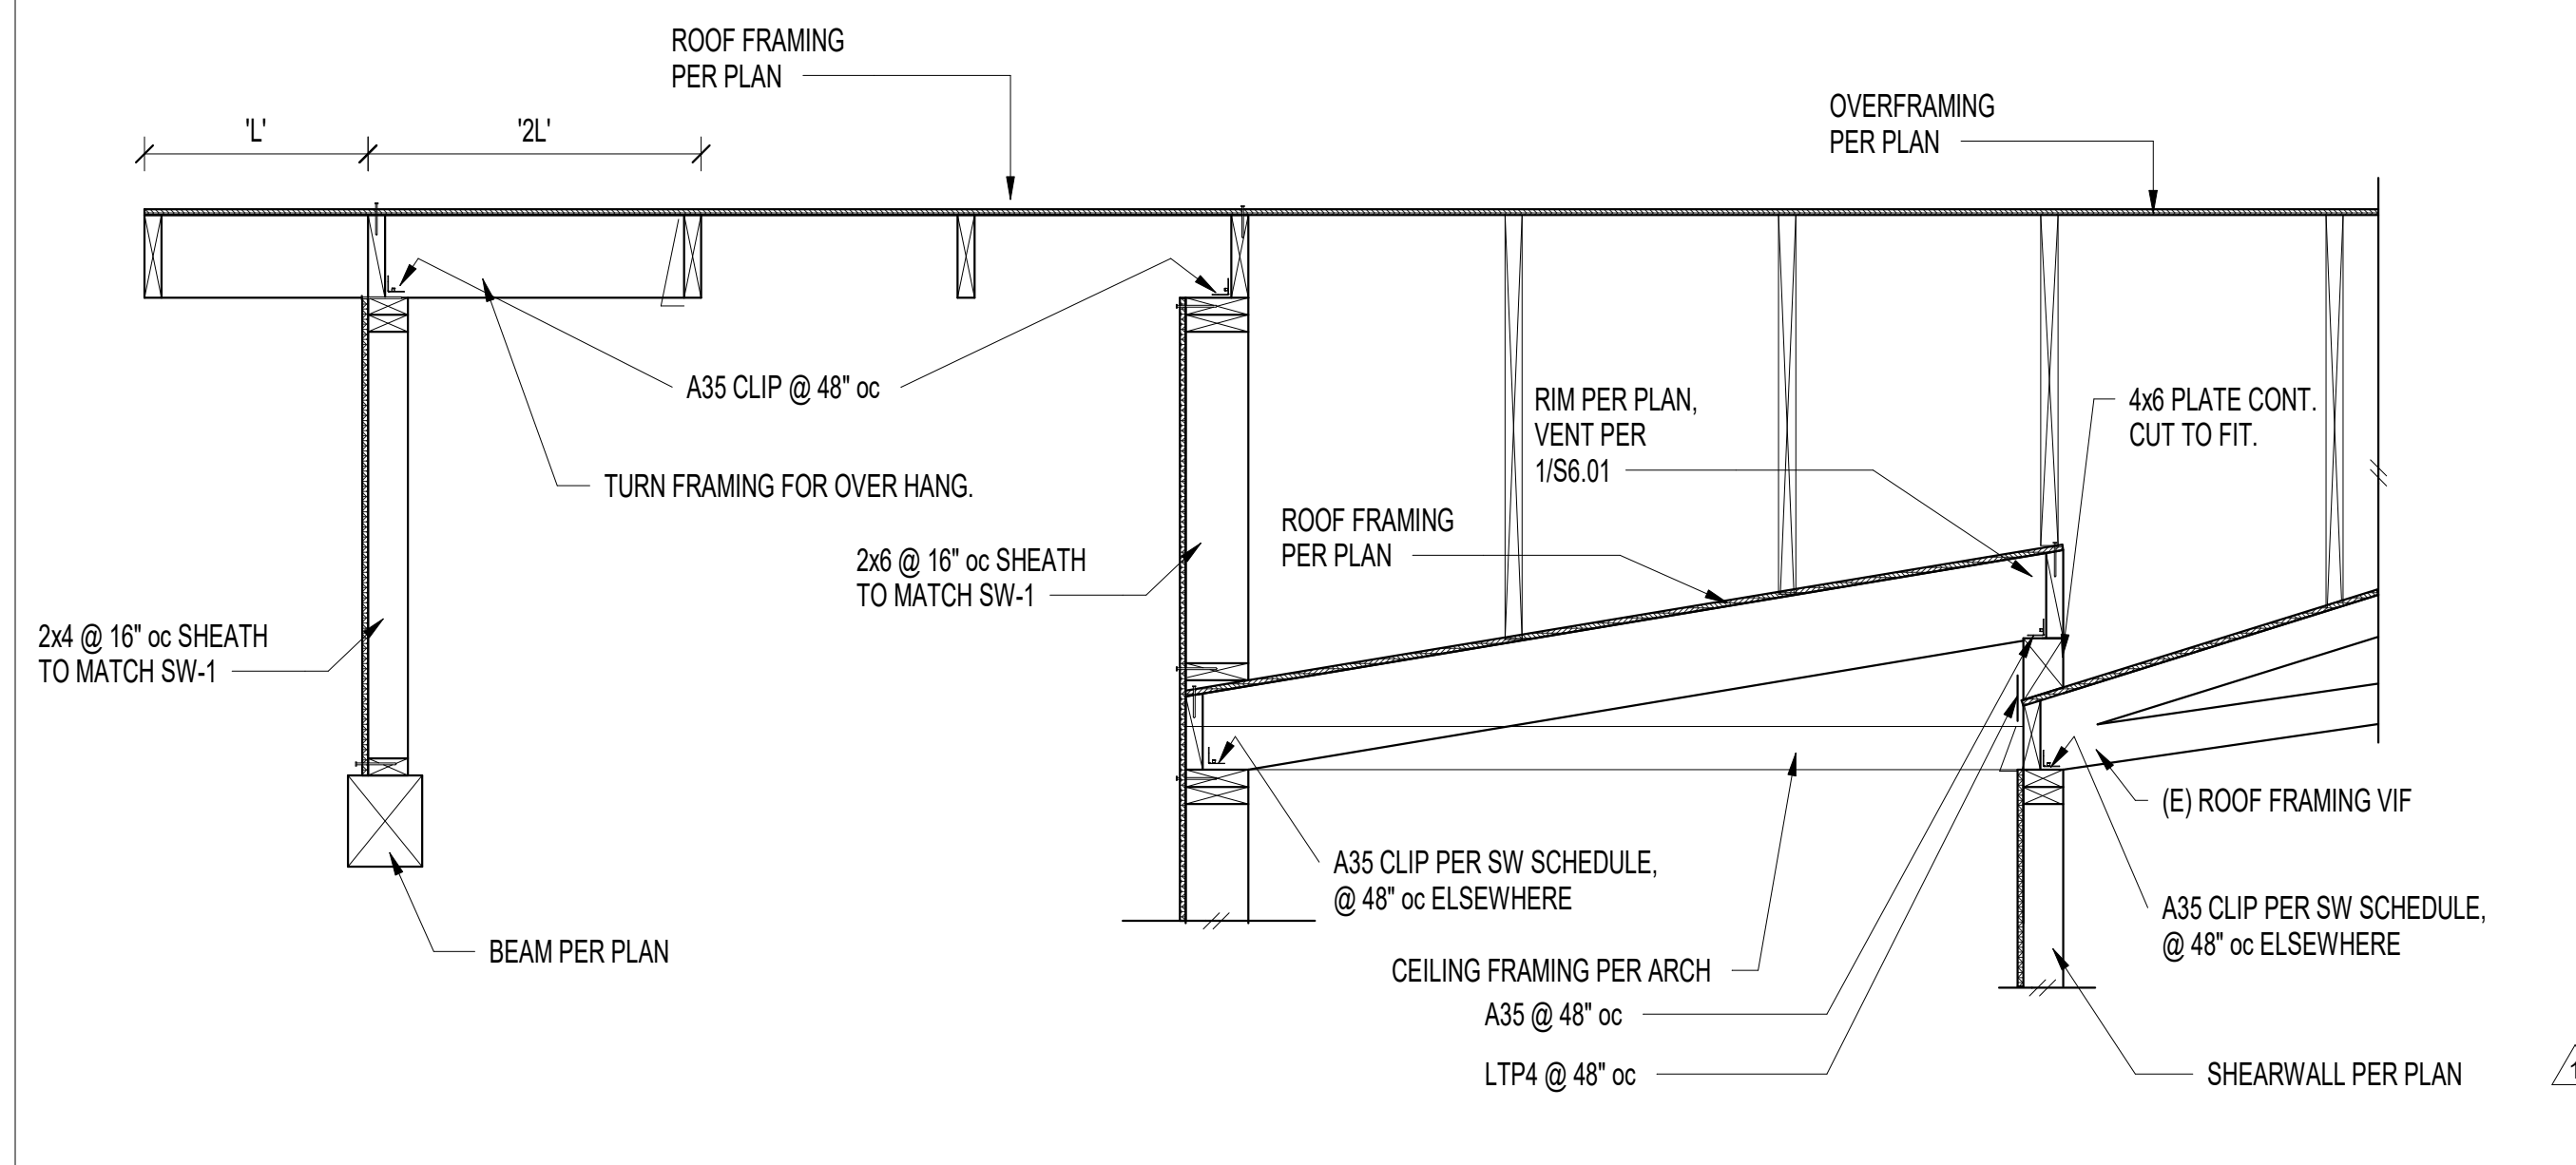 ROOF FRAMING
PER PLAN
OVERFRAMING
PER PLAN
'L'
'2L'
A35 CLIP @ 48" oc
RIM PER PLAN,
VENT PER
1/S6.01
4x6 PLATE CONT.
CUT TO FIT.
TURN FRAMING FOR OVER HANG.
ROOF FRAMING
PER PLAN
2x6 @ 16" oc SHEATH
TO MATCH SW-1
2x4 @ 16" oc SHEATH
TO MATCH SW-1
(E) ROOF FRAMING VIF
A35 CLIP PER SW SCHEDULE,
@ 48" oc ELSEWHERE
A35 CLIP PER SW SCHEDULE,
@ 48" oc ELSEWHERE
BEAM PER PLAN
CEILING FRAMING PER ARCH
A35 @ 48" oc
LTP4 @ 48" oc
SHEARWALL PER PLAN
1